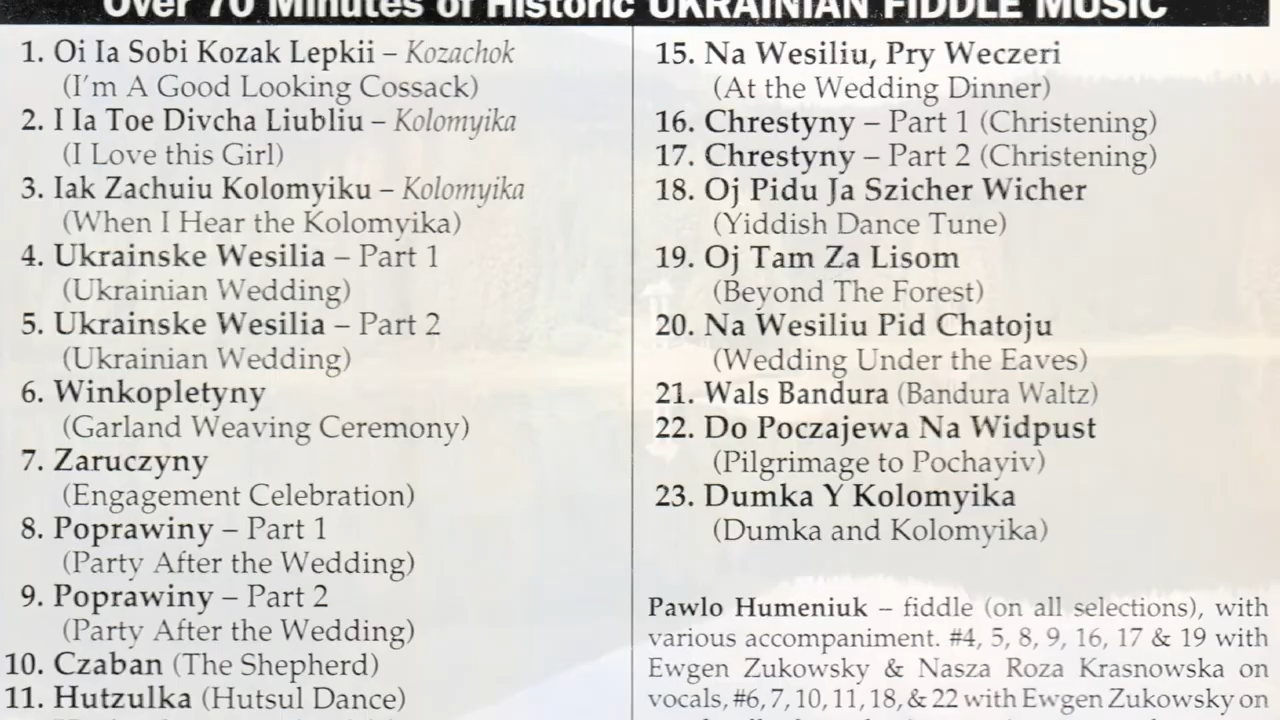 Over 70 Minutes of Historic UKRAINIAN FIDDLE MUSIC
1. Oi Ia Sobi Kozak Lepkii – Kozachok
(I'm A Good Looking Cossack)
2. I Ia Toe Divcha Liubliu – Kolomyika
(I Love this Girl)
3. Iak Zachuiu Kolomyiku – Kolomyika
(When I Hear the Kolomyika)
4. Ukrainske Wesilia – Part 1
(Ukrainian Wedding)
5. Ukrainske Wesilia – Part 2
(Ukrainian Wedding)
6. Winkopletyny
(Garland Weaving Ceremony)
7. Zaruczyny
(Engagement Celebration)
8. Poprawiny – Part 1
(Party After the Wedding)
9. Poprawiny – Part 2
(Party After the Wedding)
10. Czaban (The Shepherd)
11. Hutzulka (Hutsul Dance)
15. Na Wesiliu, Pry Weczeri
(At the Wedding Dinner)
16. Chrestyny – Part 1 (Christening)
17. Chrestyny – Part 2 (Christening)
18. Oj Pidu Ja Szicher Wicher
(Yiddish Dance Tune)
19. Oj Tam Za Lisom
(Beyond The Forest)
20. Na Wesiliu Pid Chatoju
(Wedding Under the Eaves)
21. Wals Bandura (Bandura Waltz)
22. Do Poczajewa Na Widpust
(Pilgrimage to Pochayiv)
23. Dumka Y Kolomyika
(Dumka and Kolomyika)
Pawlo Humeniuk – fiddle (on all selections), with
various accompaniment. #4, 5, 8, 9, 16, 17 & 19 with
Ewgen Zukowsky & Nasza Roza Krasnowska on
vocals, #6, 7, 10, 11, 18, & 22 with Ewgen Zukowsky on